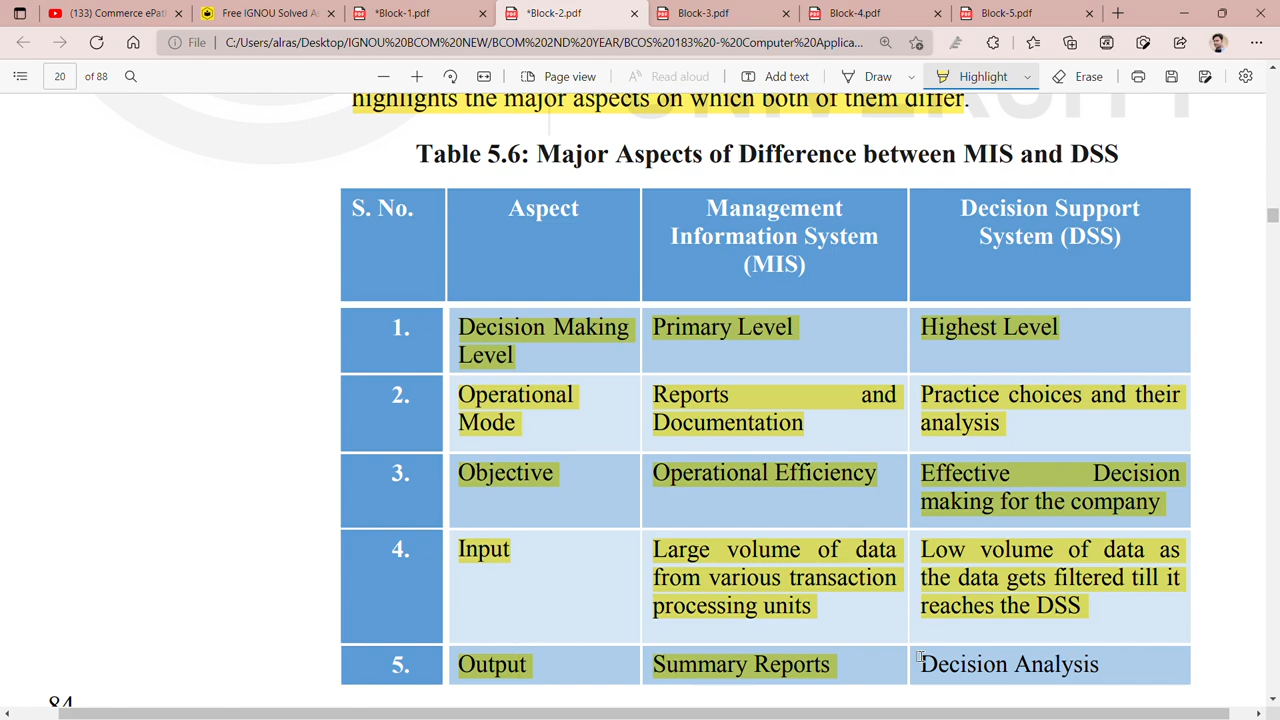 (133) Commerce ePat
Free IGNOU Solved A
*Block-1.pdf
*Block-2.pdf
Block-3.pdf
Block-4.pdf
Block-5.pdf
File
C:/Users/alras/Desktop/IGNOU%20BCOM%20NEW/BCOM%202ND%20YEAR/BCOS%20183%20-%20Computer%20Applica...
20 of 88
Page view
Read aloud
Add text
Draw
Highlight
Erase
highlights the major aspects on which both of them differ.
Table 5.6: Major Aspects of Difference between MIS and DSS
S. No.
Aspect
Management
Information System
(MIS)
Decision Support
System (DSS)
1.
Decision Making
Level
Primary Level
Highest Level
2.
Operational
Mode
Reports and
Documentation
Practice choices and their
analysis
3.
Objective
Operational Efficiency
Effective Decision
making for the company
4.
Input
Large volume of data
from various transaction
processing units
Low volume of data as
the data gets filtered till it
reaches the DSS
5.
Output
Summary Reports
Decision Analysis
84